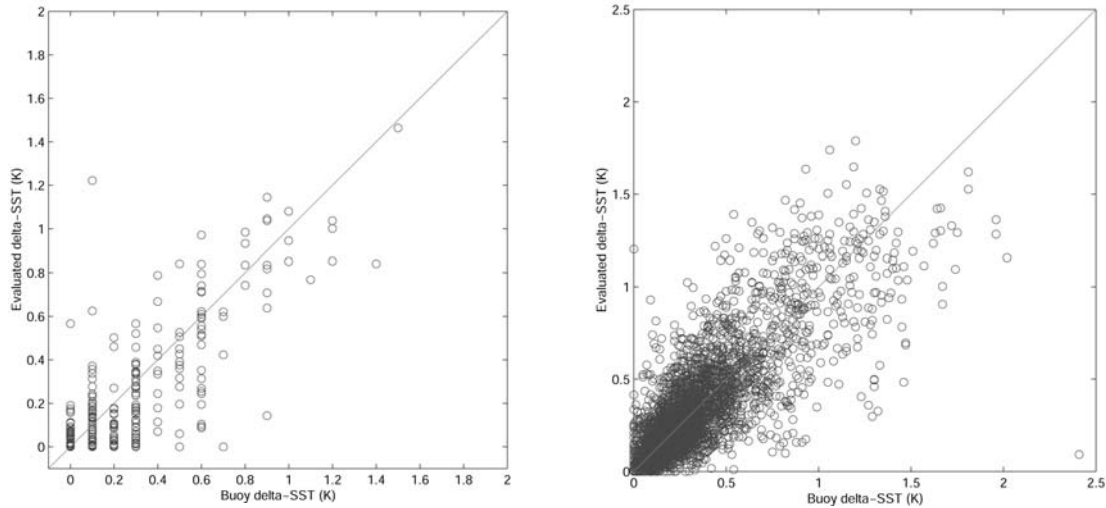 2
1.8
1.6
1.4
1.2
1
0.8
0.6
0.4
0.2
0
Evaluated delta-SST (K)
0 0.2 0.4 0.6 0.8 1 1.2 1.4 1.6 1.8 2
Buoy delta-SST (K)
2.5
2
1.5
1
0.5
0
Evaluated delta-SST (K)
0 0.5 1 1.5 2 2.5
Buoy delta-SST (K)